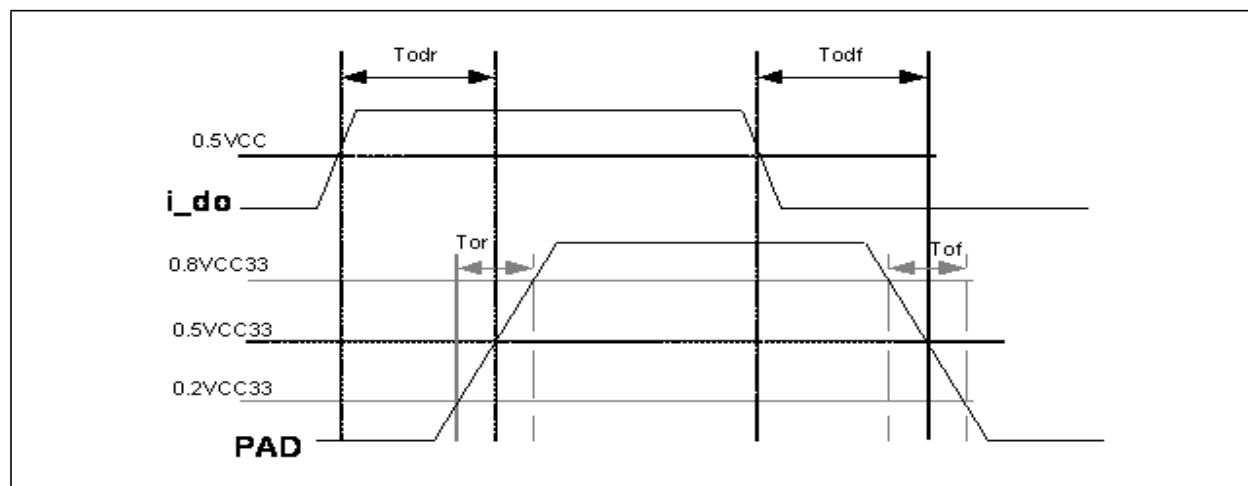 Todr
Todf
0.5VCC
i_do
Tor
Tof
0.8VCC33
0.5VCC33
0.2VCC33
PAD